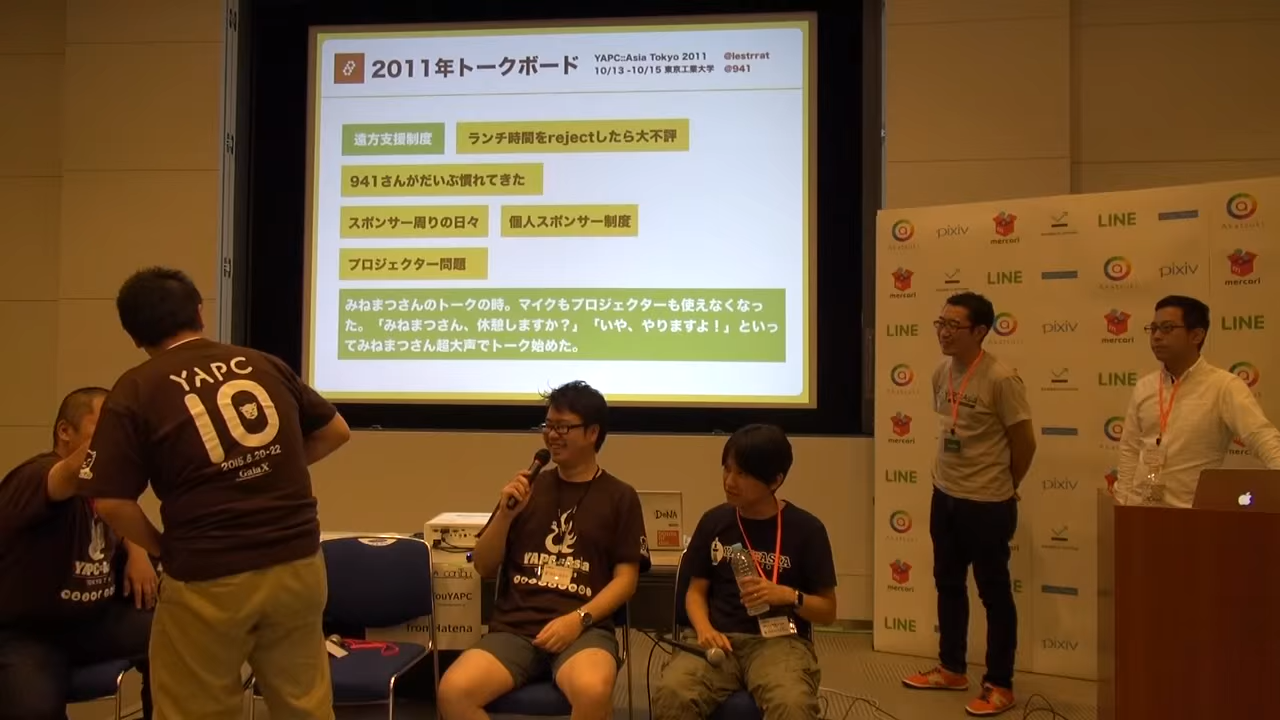 2011年トークボード
YAPC::Asia Tokyo 2011 @lestrrat
10/13 -10/15 東京工業大学 @941
遠方支援制度
ランチ時間をrejectしたら大不評
941さんがだいぶ慣れてきた
スポンサー周りの日々
個人スポンサー制度
プロジェクター問題
みねまつさんのトークの時。マイクもプロジェクターも使えなくなっ
た。「みねまつさん、休憩しますか？」「いや、やりますよ！」といっ
てみねまつさん超大声でトーク始めた。
YAPC
10
2015.8.20-22
GaiaX
YAPC::Asia
YAPC::Asia
YAPC::Asia
DeNA
YouYAPC
from Hatena
Akatsuki
pixiv
mercari
LINE
Akatsuki
mercari
LINE
pixiv
mercari
LINE
pixiv
mercari
LINE
LINE
mercari
LINE
pixiv
mercari
LINE
pixiv